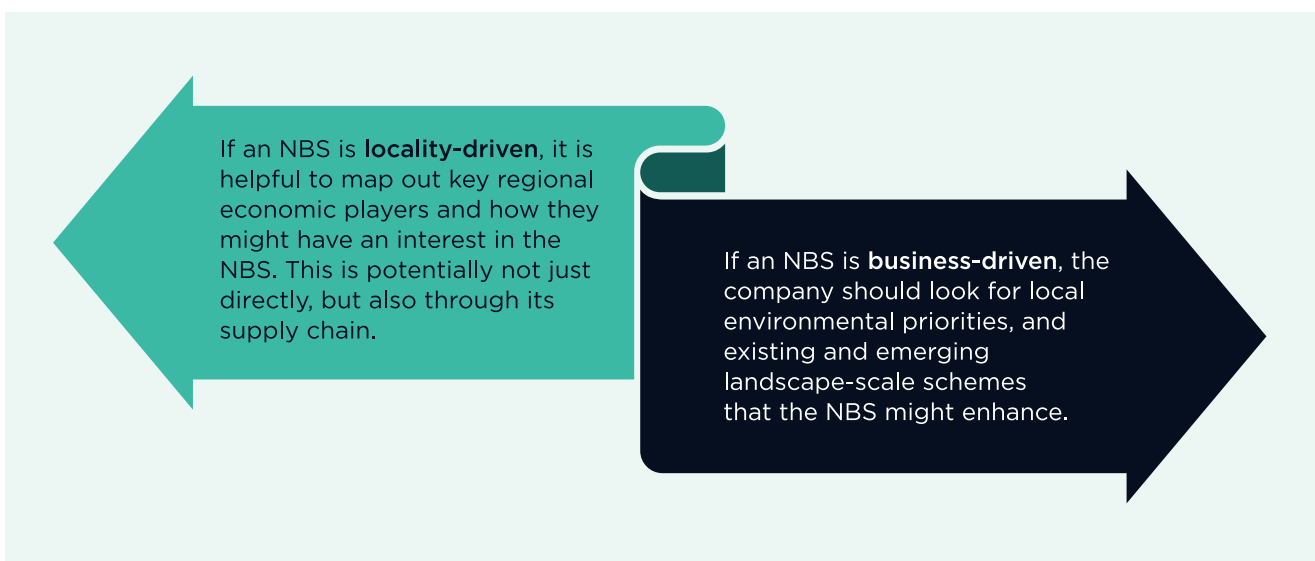 If an NBS is locality-driven, it is
helpful to map out key regional
economic players and how they
might have an interest in the
NBS. This is potentially not just
directly, but also through its
supply chain.
If an NBS is business-driven, the
company should look for local
environmental priorities, and
existing and emerging
landscape-scale schemes
that the NBS might enhance.